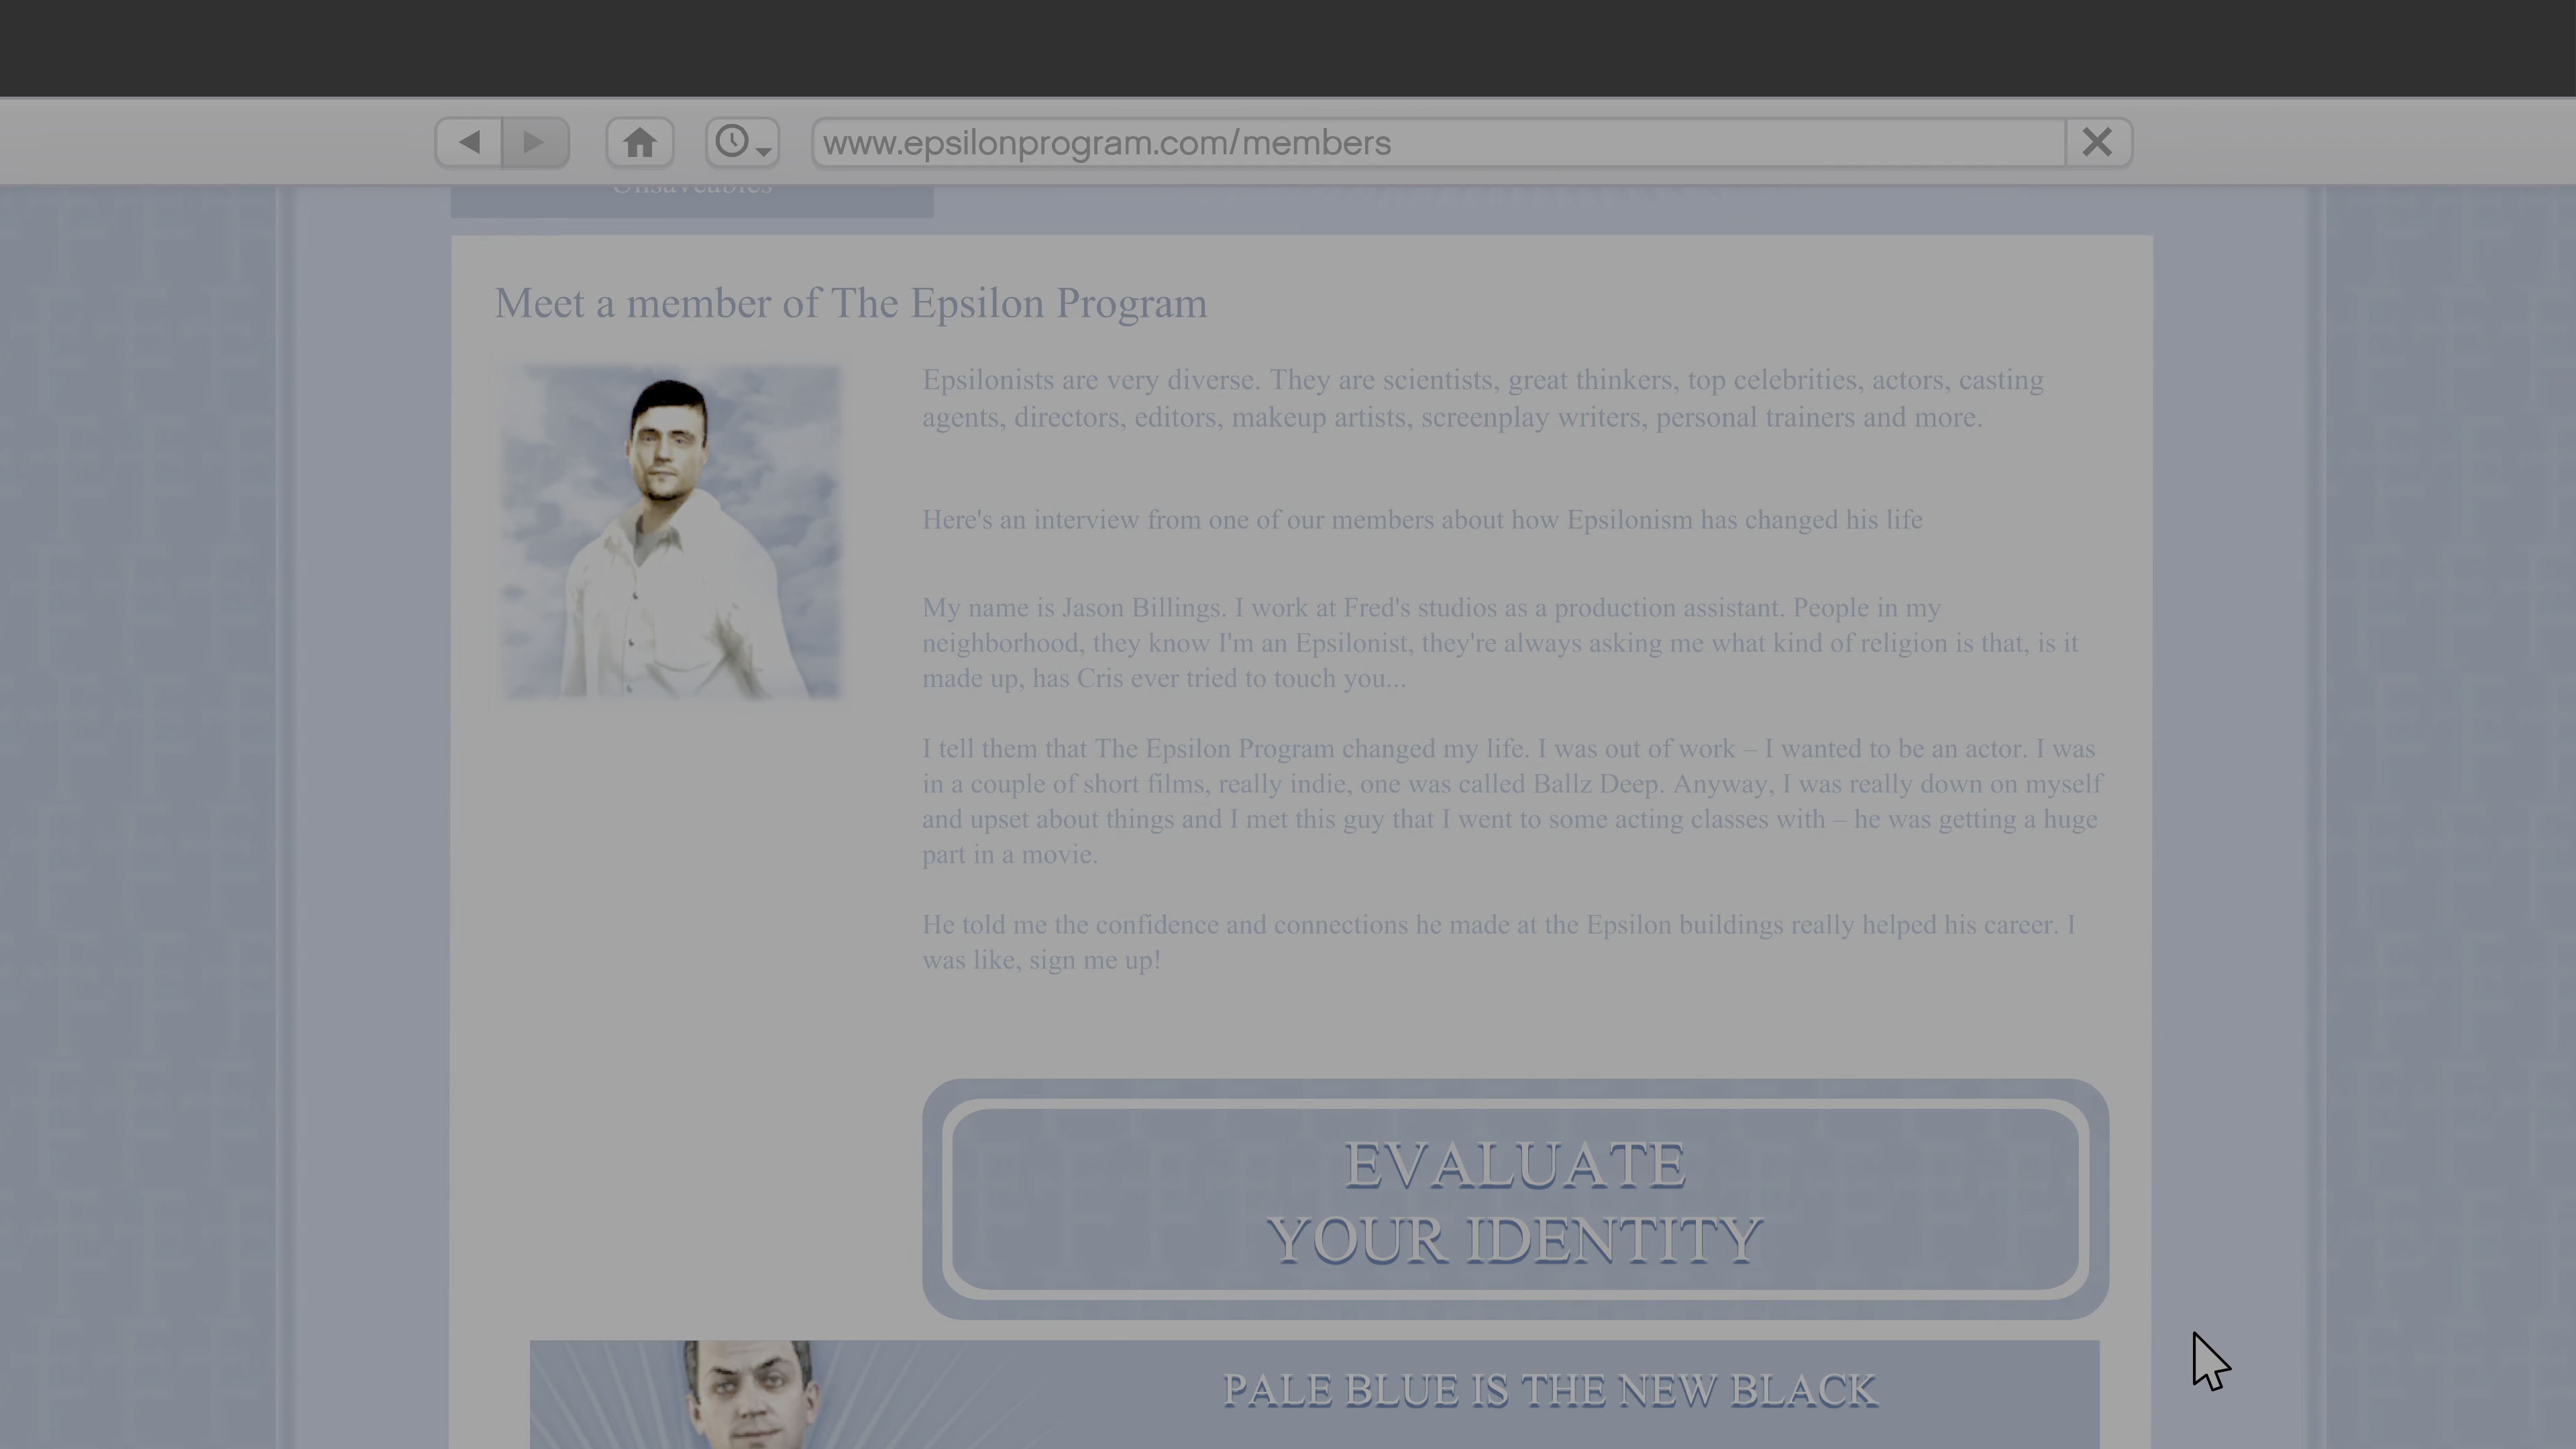 www.epsilonprogram.com/members
Unsaveables
Meet a member of The Epsilon Program
Epsilonists are very diverse. They are scientists, great thinkers, top celebrities, actors, casting
agents, directors, editors, makeup artists, screenplay writers, personal trainers and more.
Here's an interview from one of our members about how Epsilonism has changed his life
My name is Jason Billings. I work at Fred's studios as a production assistant. People in my
neighborhood, they know I'm an Epsilonist, they're always asking me what kind of religion is that, is it
made up, has Cris ever tried to touch you...
I tell them that The Epsilon Program changed my life. I was out of work – I wanted to be an actor. I was
in a couple of short films, really indie, one was called Ballz Deep. Anyway, I was really down on myself
and upset about things and I met this guy that I went to some acting classes with – he was getting a huge
part in a movie.
He told me the confidence and connections he made at the Epsilon buildings really helped his career. I
was like, sign me up!
EVALUATE
YOUR IDENTITY
PALE BLUE IS THE NEW BLACK